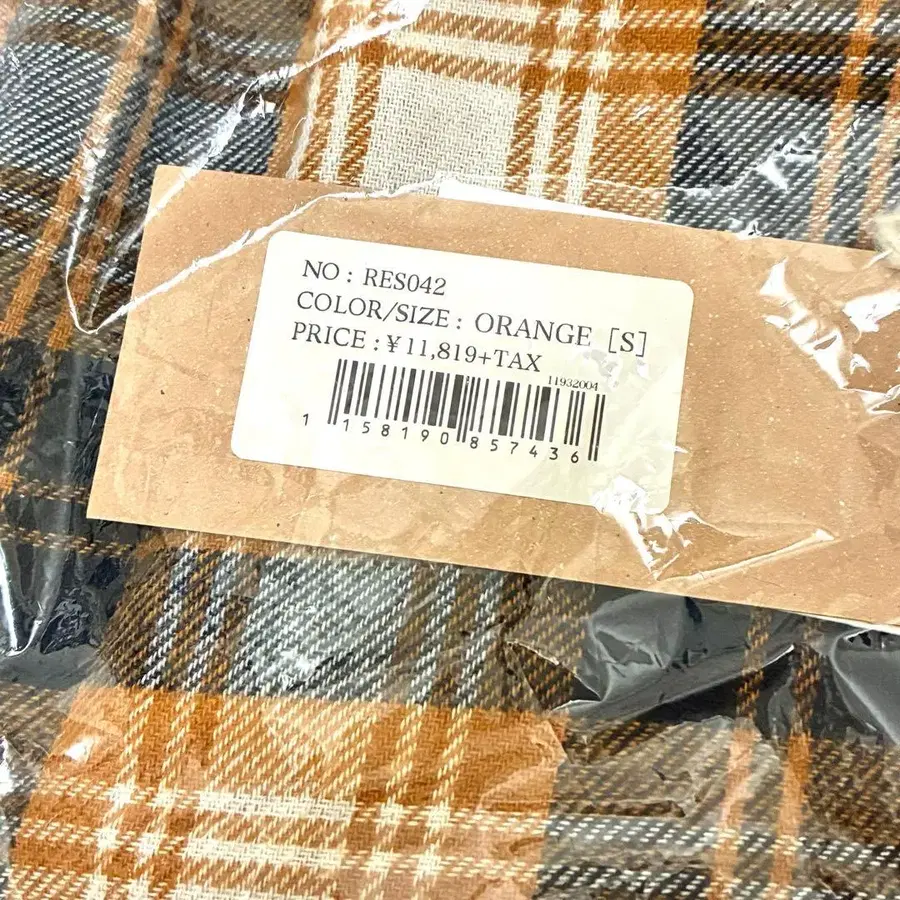 NO : RES042
COLOR/SIZE : ORANGE [S]
PRICE : ¥11,819+TAX
11932004
1 158190 857436